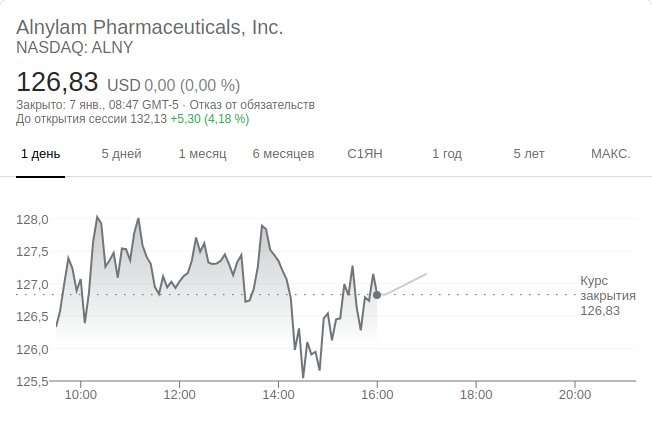 Alnylam Pharmaceuticals, Inc.
NASDAQ: ALNY
126,83 USD 0,00 (0,00 %)
Закрыто: 7 янв., 08:47 GMT-5 · Отказ от обязательств
До открытия сессии 132,13 +5,30 (4,18 %)
1 день 5 дней 1 месяц 6 месяцев С1ЯН 1 год 5 лет МАКС.
128,0
127,5
127,0
126,5
126,0
125,5
Курс
закрытия
126,83
10:00 12:00 14:00 16:00 18:00 20:00